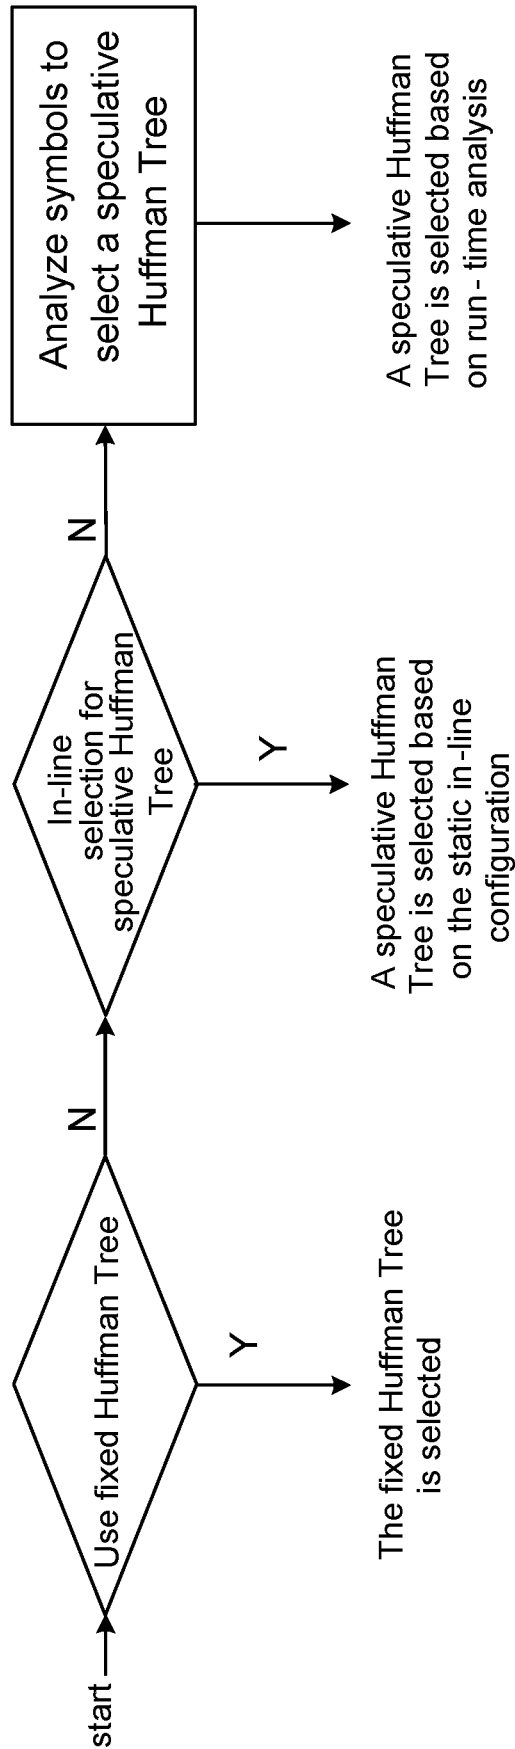 start
Use fixed Huffman Tree
Y
The fixed Huffman Tree
is selected
N
In-line
selection for
speculative Huffman
Tree
Y
A speculative Huffman
Tree is selected based
on the static in-line
configuration
N
Analyze symbols to
select a speculative
Huffman Tree
A speculative Huffman
Tree is selected based
on run-time analysis